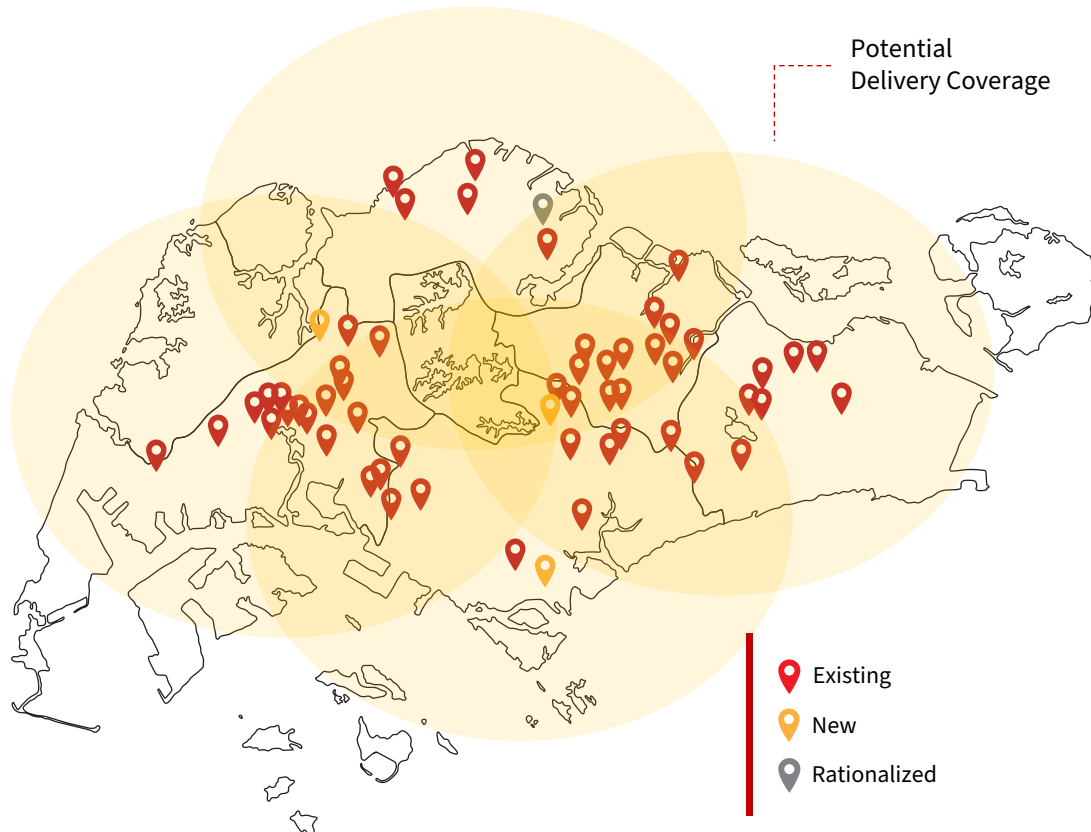 Potential
Delivery Coverage
Existing
New
Rationalized